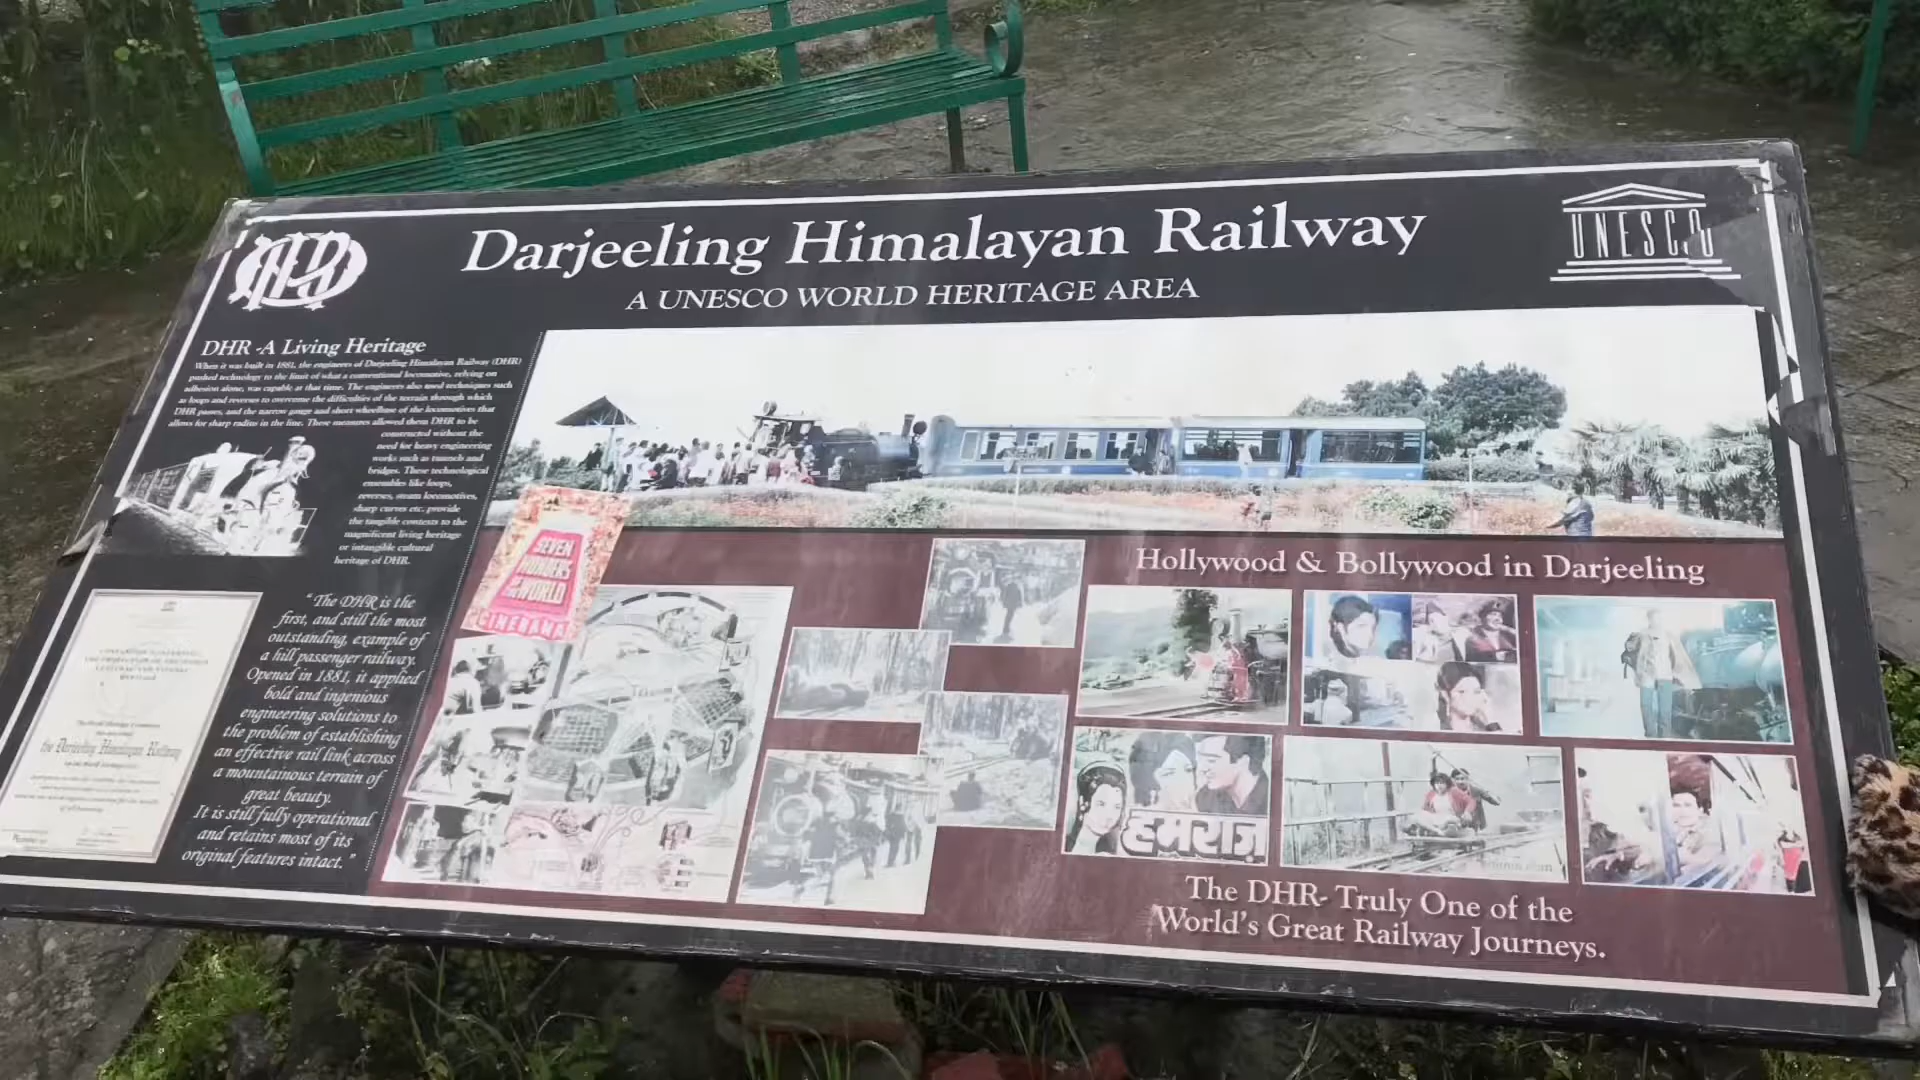 DHR
Darjeeling Himalayan Railway
A UNESCO WORLD HERITAGE AREA
UNESCO
DHR -A Living Heritage
When it was built in 1881, the engineers of Darjeeling Himalayan Railway (DHR)
pushed technology to the limit of what a conventional locomotive, relying on
adhesion alone, was capable at that time. The engineers also used techniques such
as loops and reverses to overcome the difficulties of the terrain through which
DHR passes, and the narrow gauge and short wheelbase of the locomotives that
allows for sharp radius in the line. These measures allowed them DHR to be
constructed without the
need for heavy engineering
works such as tunnels and
bridges. These technological
ensembles like loops,
reverses, steam locomotives,
sharp curves etc. provide
the tangible contexts to the
magnificent living heritage
or intangible cultural
heritage of DHR.
the Darjeeling Himalayan Railway
"The DHR is the
first, and still the most
outstanding, example of
a hill passenger railway.
Opened in 1881, it applied
bold and ingenious
engineering solutions to
the problem of establishing
an effective rail link across
a mountainous terrain of
great beauty.
It is still fully operational
and retains most of its
original features intact."
SEVEN
WONDERS
OF THE
WORLD
CINERAMA
Hollywood & Bollywood in Darjeeling
हमराज़
The DHR- Truly One of the
World's Great Railway Journeys.